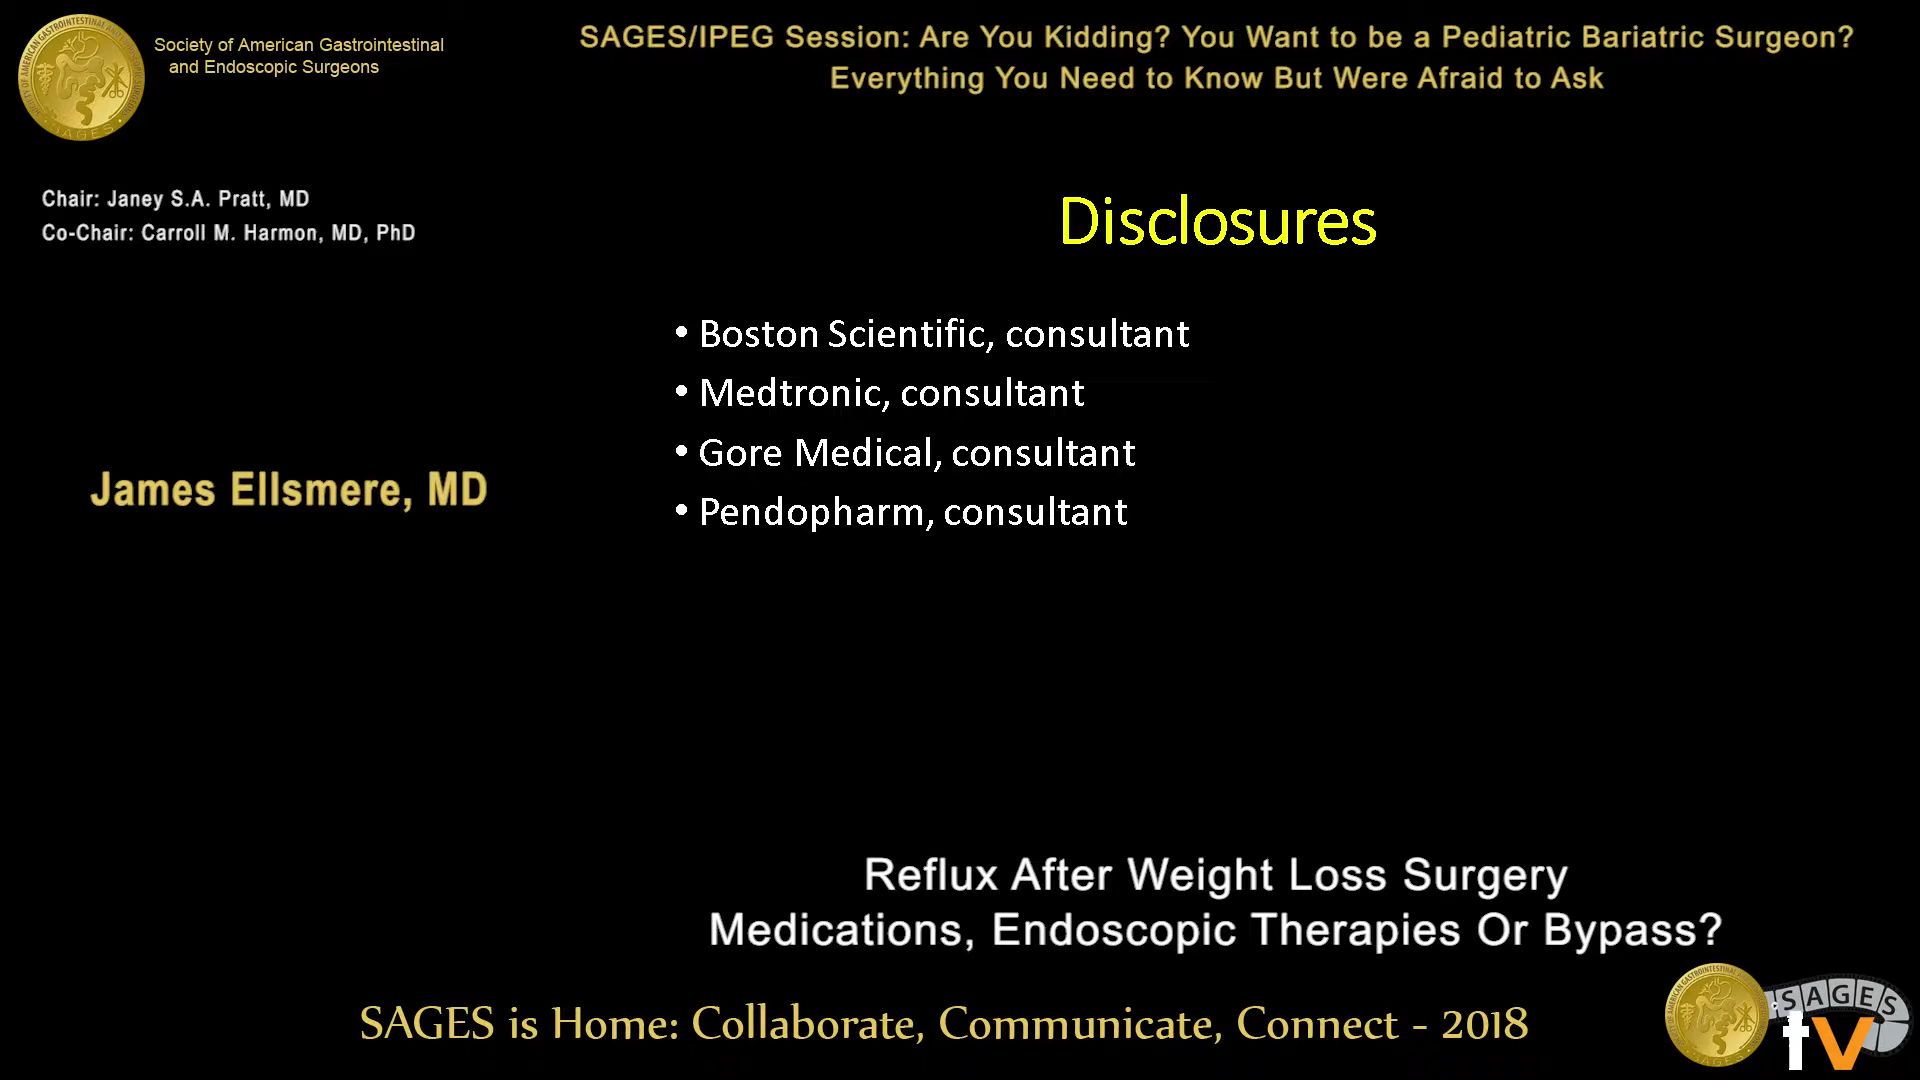 Society of American Gastrointestinal
and Endoscopic Surgeons
SAGES/IPEG Session: Are You Kidding? You Want to be a Pediatric Bariatric Surgeon?
Everything You Need to Know But Were Afraid to Ask
Chair: Janey S.A. Pratt, MD
Co-Chair: Carroll M. Harmon, MD, PhD
Disclosures
• Boston Scientific, consultant
• Medtronic, consultant
• Gore Medical, consultant
• Pendopharm, consultant
James Ellsmere, MD
Reflux After Weight Loss Surgery
Medications, Endoscopic Therapies Or Bypass?
SAGES is Home: Collaborate, Communicate, Connect - 2018
SAGES
tv